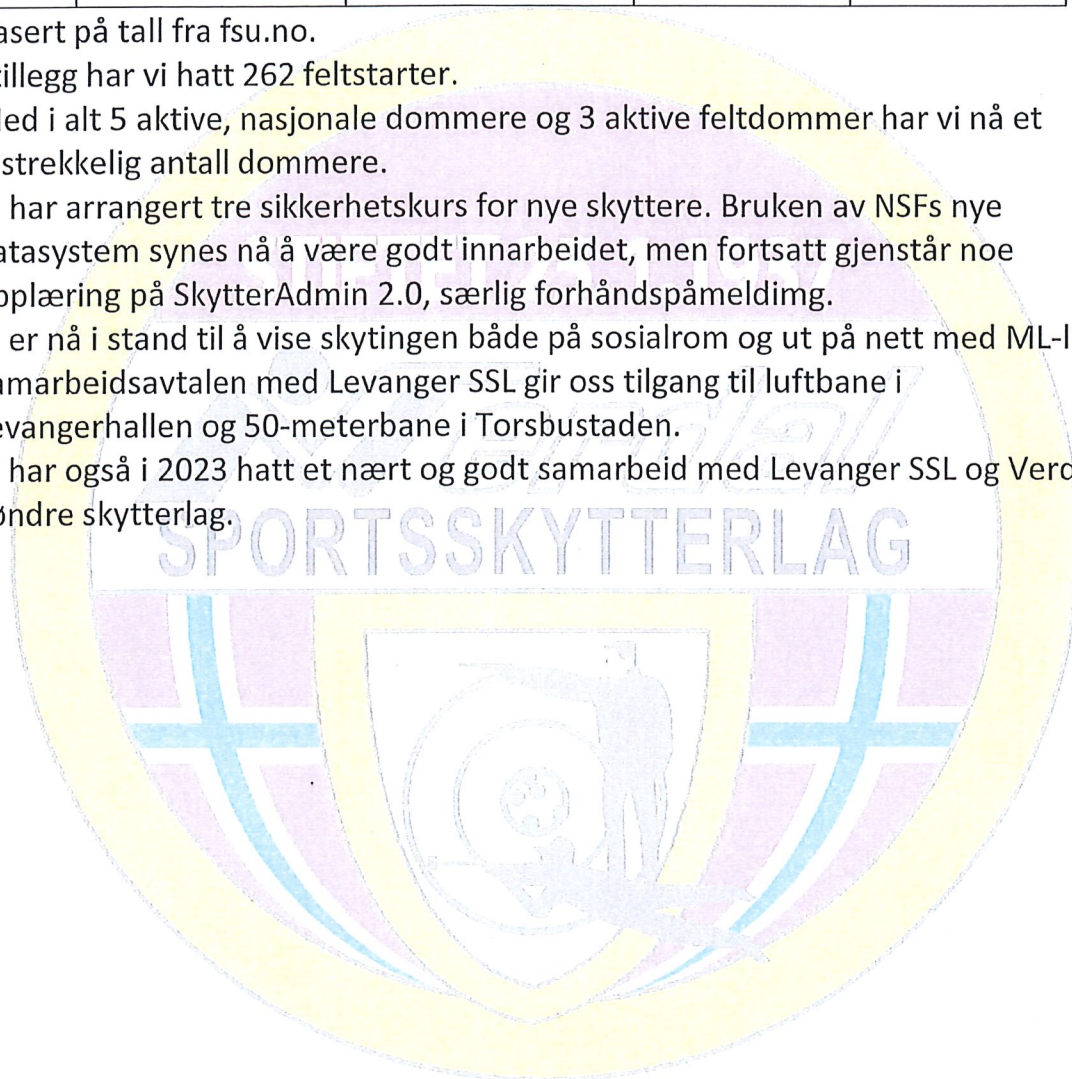 asert på tall fra fsu.no.
tillegg har vi hatt 262 feltstarter.
led i alt 5 aktive, nasjonale dommere og 3 aktive feltdommer har vi nå et
strekkelig antall dommere.
har arrangert tre sikkerhetskurs for nye skyttere. Bruken av NSFs nye
atasystem synes nå å være godt innarbeidet, men fortsatt gjenstår noe
pplæring på SkytterAdmin 2.0, særlig forhåndspåmeldimg.
er nå i stand til å vise skytingen både på sosialrom og ut på nett med ML-l
amarbeidsavtalen med Levanger SSL gir oss tilgang til luftbane i
evangerhallen og 50-meterbane i Torsbustaden.
har også i 2023 hatt et nært og godt samarbeid med Levanger SSL og Verd
øndre skytterlag.
STIFTET
Verdal
SPORTSSKYTTERLAG